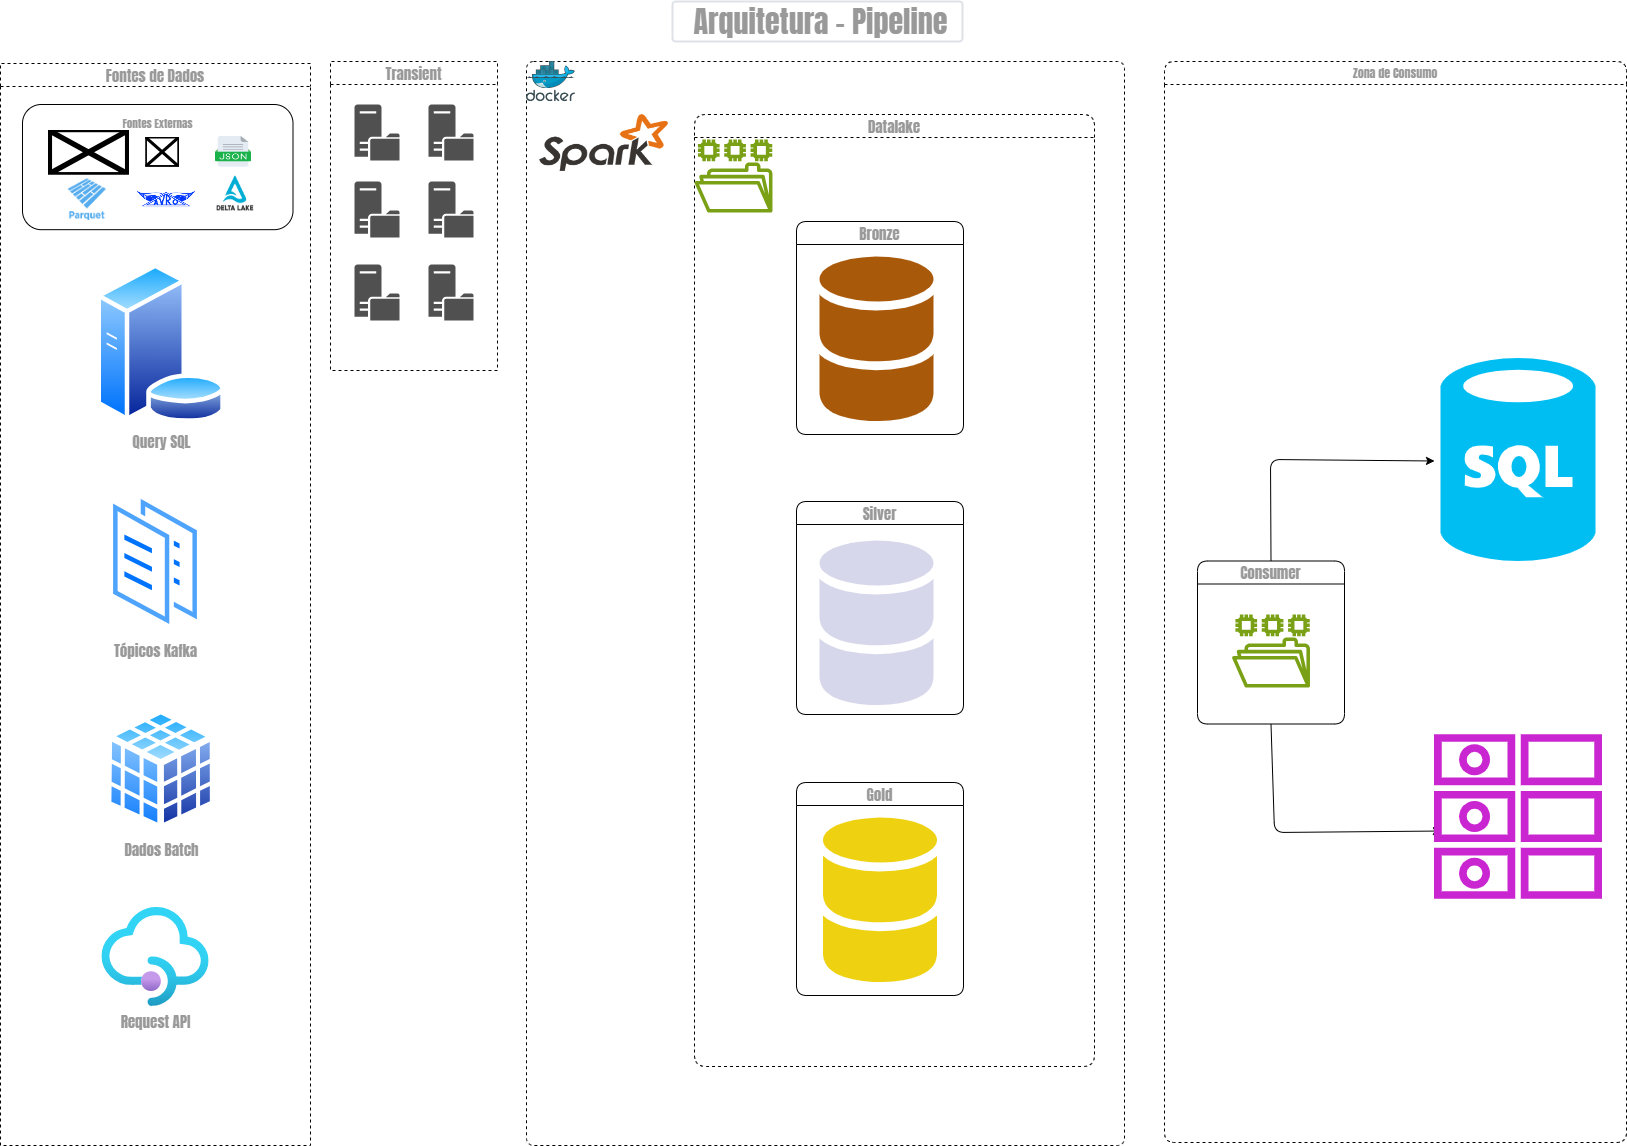 Arquitetura - Pipeline
Fontes de Dados
Fontes Externas
JSON
Parquet
AVRO
DELTA LAKE
Query SQL
Tópicos Kafka
Dados Batch
Request API
Transient
docker
Spark
Datalake
Bronze
Silver
Gold
Zona de Consumo
Consumer
SQL